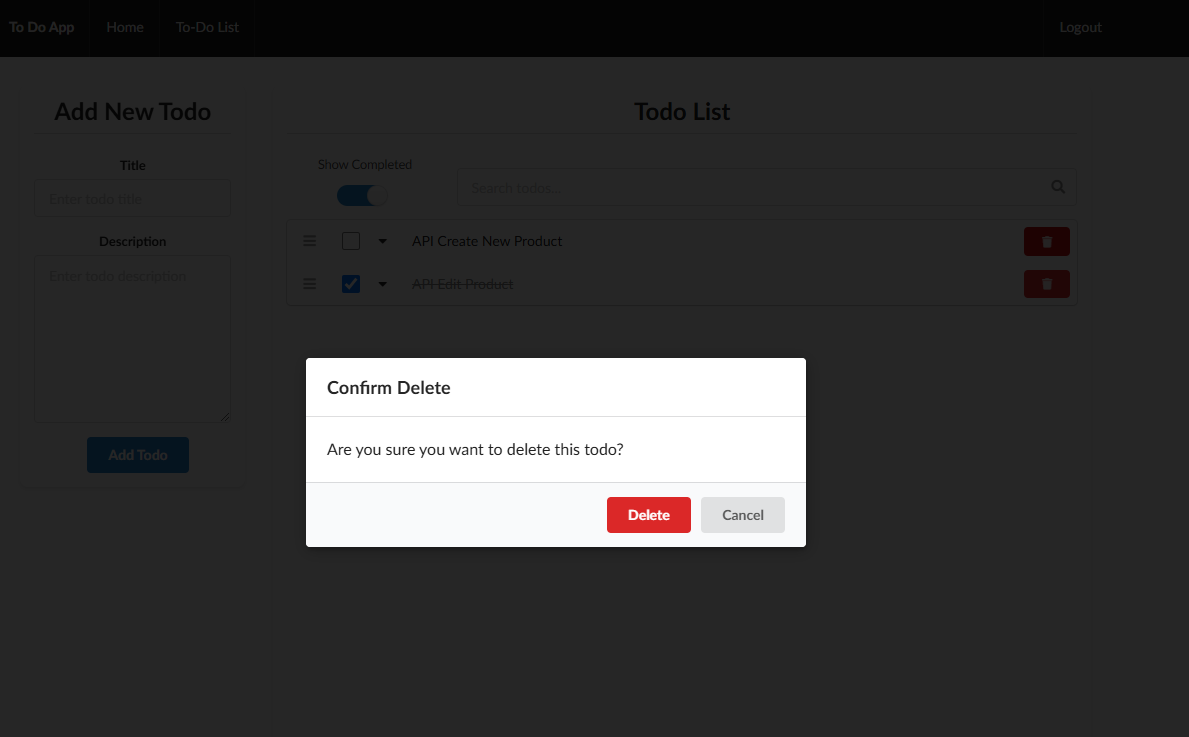 To Do App Home To-Do List Logout
Add New Todo
Title
Enter todo title
Description
Enter todo description
Add Todo
Todo List
Show Completed
Search todos...
API Create New Product
API Edit Product
Confirm Delete
Are you sure you want to delete this todo?
Delete Cancel